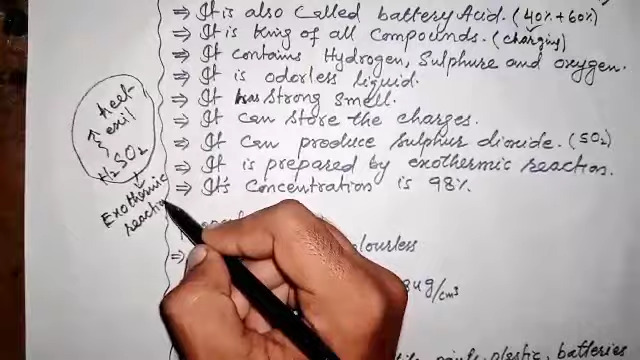 ⇒ It is also Called battery Acid. (40% + 60%)
⇒ It is King of all Compounds. (charging)
⇒ It contains Hydrogen, Sulphure and oxygen.
⇒ It is odorless liquid.
⇒ It has strong smell.
⇒ It can store the charges.
⇒ It can produce sulphur dioxide. (SO₂)
⇒ It is prepared by exothermic reaction.
⇒ It's Concentration is 98%.
heat
exit
H₂SO₂
Exothermic
reactio
⇒ colourless
g/cm³
plastic, batteries